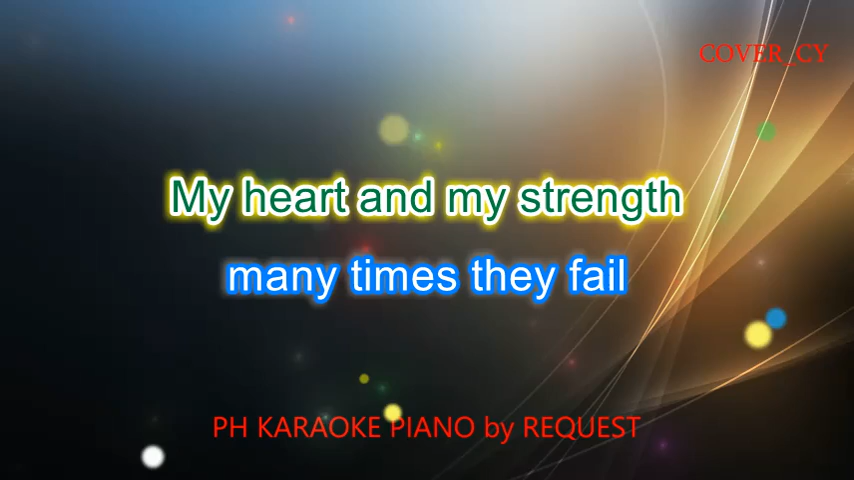 COVER_CY
My heart and my strength
many times they fail
PH KARAOKE PIANO by REQUEST